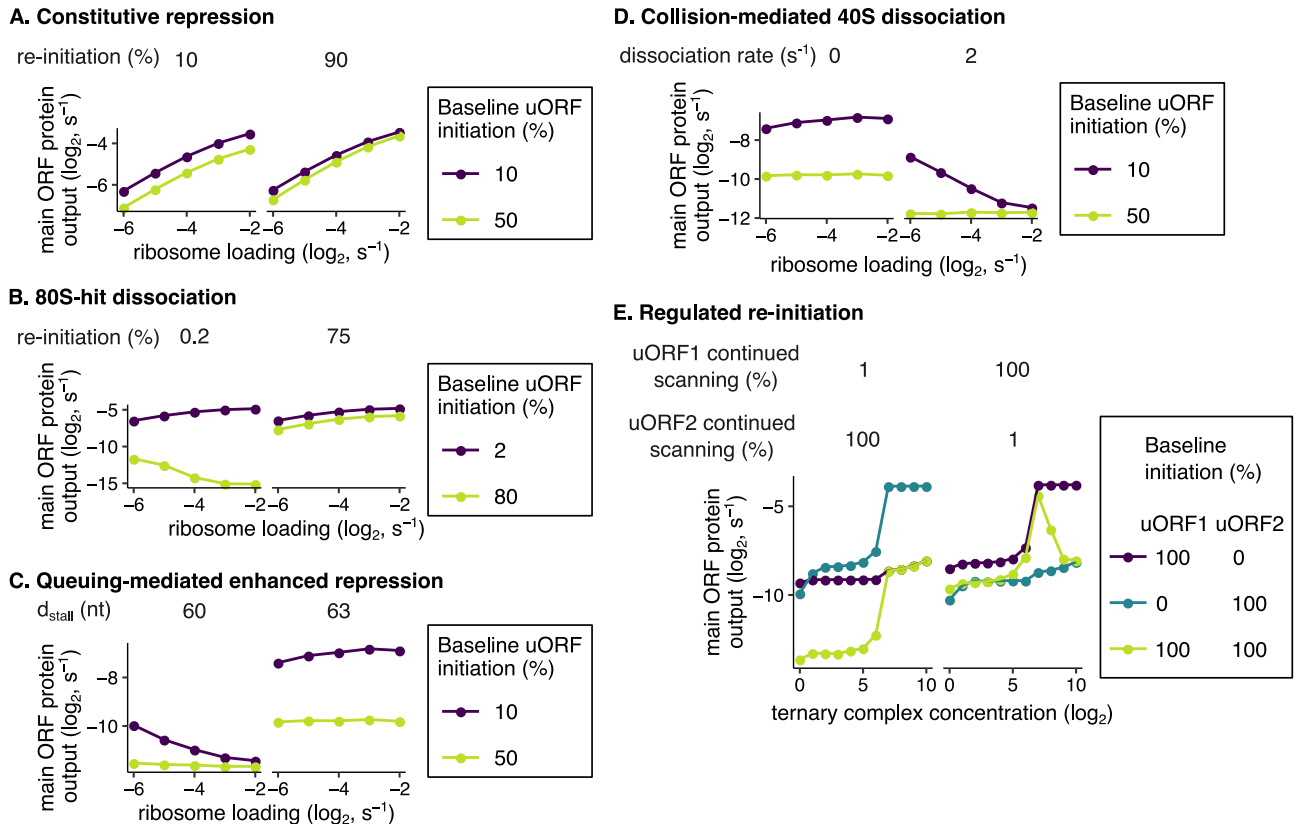 A. Constitutive repression
re-initiation (%) 10 90
main ORF protein
output (log2, s−1)
−4
−6
−6 −4 −2 −6 −4 −2
ribosome loading (log2, s−1)
Baseline uORF
initiation (%)
10
50
B. 80S-hit dissociation
re-initiation (%) 0.2 75
main ORF protein
output (log2, s−1)
−5
−10
−15
−6 −4 −2 −6 −4 −2
ribosome loading (log2, s−1)
Baseline uORF
initiation (%)
2
80
C. Queuing-mediated enhanced repression
dstall (nt) 60 63
main ORF protein
output (log2, s−1)
−8
−10
−6 −4 −2 −6 −4 −2
ribosome loading (log2, s−1)
Baseline uORF
initiation (%)
10
50
D. Collision-mediated 40S dissociation
dissociation rate (s-1) 0 2
main ORF protein
output (log2, s−1)
−8
−10
−12
−6 −4 −2 −6 −4 −2
ribosome loading (log2, s−1)
Baseline uORF
initiation (%)
10
50
E. Regulated re-initiation
uORF1 continued
scanning (%) 1 100
uORF2 continued
scanning (%) 100 1
main ORF protein
output (log2, s−1)
−5
−10
0 5 10 0 5 10
ternary complex concentration (log2)
Baseline
initiation (%)
uORF1 uORF2
100 0
0 100
100 100